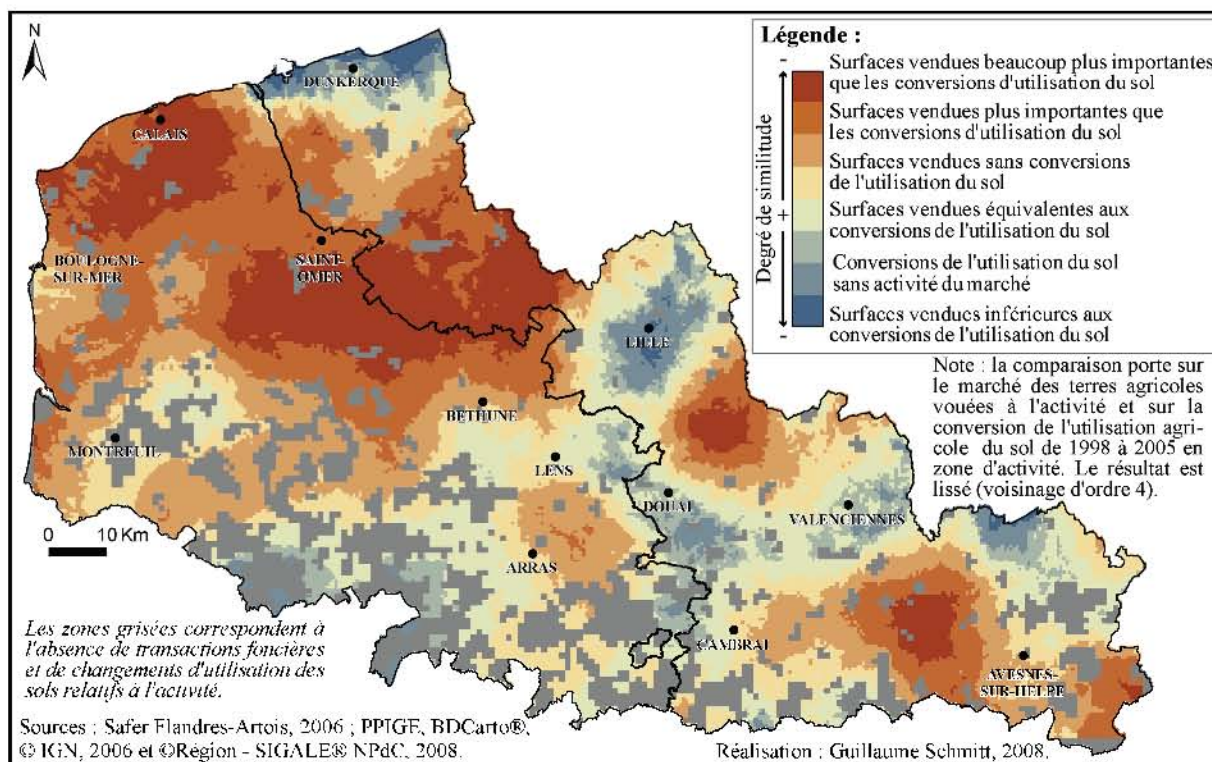 N
DUNKERQUE
CALAIS
BOULOGNE-
SUR-MER
SAINT-
OMER
LILLE
BETHUNE
MONTREUIL
LENS
DOUAI
VALENCIENNES
ARRAS
CAMBRAI
AVESNES-
SUR-HELPE
0 10 Km
Légende :
Degré de similitude
-
+
-
Surfaces vendues beaucoup plus importantes
que les conversions d'utilisation du sol
Surfaces vendues plus importantes que
les conversions d'utilisation du sol
Surfaces vendues sans conversions
de l'utilisation du sol
Surfaces vendues équivalentes aux
conversions de l'utilisation du sol
Conversions de l'utilisation du sol
sans activité du marché
Surfaces vendues inférieures aux
conversions de l'utilisation du sol
Note : la comparaison porte sur
le marché des terres agricoles
vouées à l'activité et sur la
conversion de l'utilisation agri-
cole du sol de 1998 à 2005 en
zone d'activité. Le résultat est
lissé (voisinage d'ordre 4).
Les zones grisées correspondent à
l'absence de transactions foncières
et de changements d'utilisation des
sols relatifs à l'activité.
Sources : Safer Flandres-Artois, 2006 ; PPIGE, BDCarto®,
© IGN, 2006 et ©Région - SIGALE® NPdC, 2008.
Réalisation : Guillaume Schmitt, 2008.